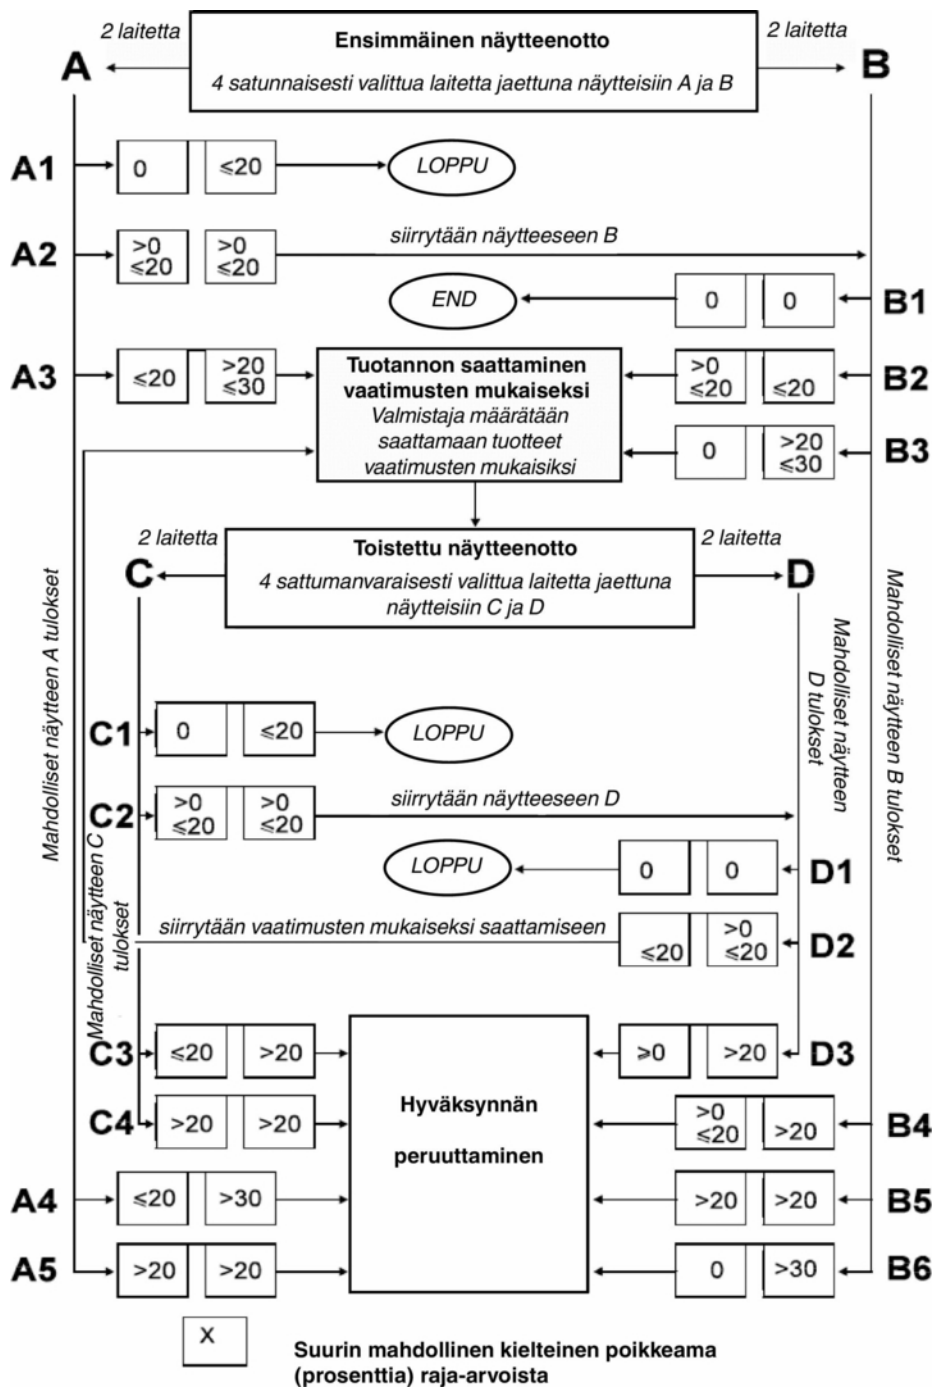 2 laitetta
Ensimmäinen näytteenotto
2 laitetta
A
4 satunnaisesti valittua laitetta jaettuna näytteisiin A ja B
B
A1
0
≤20
LOPPU
A2
>0
≤20
>0
≤20
siirrytään näytteeseen B
END
0
0
B1
A3
≤20
>20
≤30
Tuotannon saattaminen
vaatimusten mukaiseksi
Valmistaja määrätään
saattamaan tuotteet
vaatimusten mukaisiksi
>0
≤20
≤20
B2
0
>20
≤30
B3
2 laitetta
Toistettu näytteenotto
2 laitetta
C
4 sattumanvaraisesti valittua laitetta jaettuna
näytteisiin C ja D
D
Mahdolliset näytteen A tulokset
Mahdolliset näytteen
D tulokset
Mahdolliset näytteen B tulokset
C1
0
≤20
LOPPU
C2
>0
≤20
>0
≤20
siirrytään näytteeseen D
Mahdolliset näytteen C
tulokset
LOPPU
0
0
D1
siirrytään vaatimusten mukaiseksi saattamiseen
≤20
>0
≤20
D2
C3
≤20
>20
Hyväksynnän
peruuttaminen
≥0
>20
D3
C4
>20
>20
>0
≤20
>20
B4
A4
≤20
>30
>20
>20
B5
A5
>20
>20
0
>30
B6
X
Suurin mahdollinen kielteinen poikkeama
(prosenttia) raja-arvoista